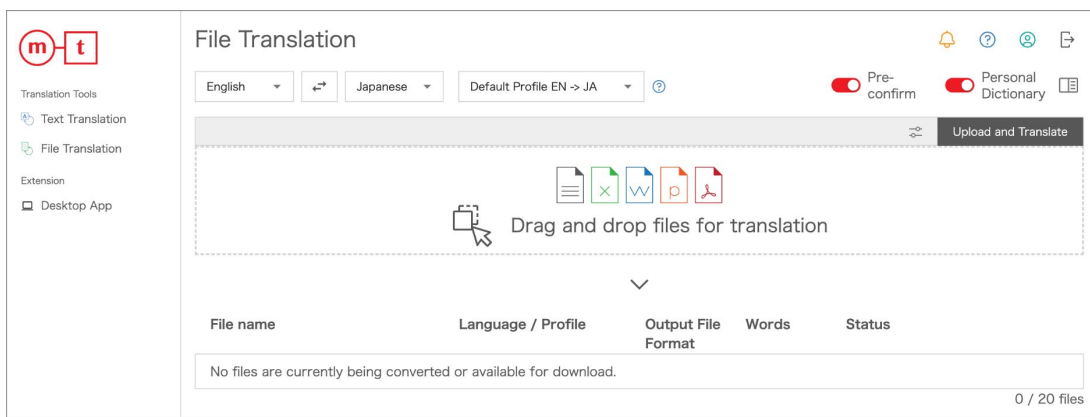 m t
File Translation
English
Japanese
Default Profile EN -> JA
?
Pre-
confirm
Personal
Dictionary
Translation Tools
Text Translation
File Translation
Extension
Desktop App
Upload and Translate
Drag and drop files for translation
File name Language / Profile Output File Words Status
Format
No files are currently being converted or available for download.
0 / 20 files